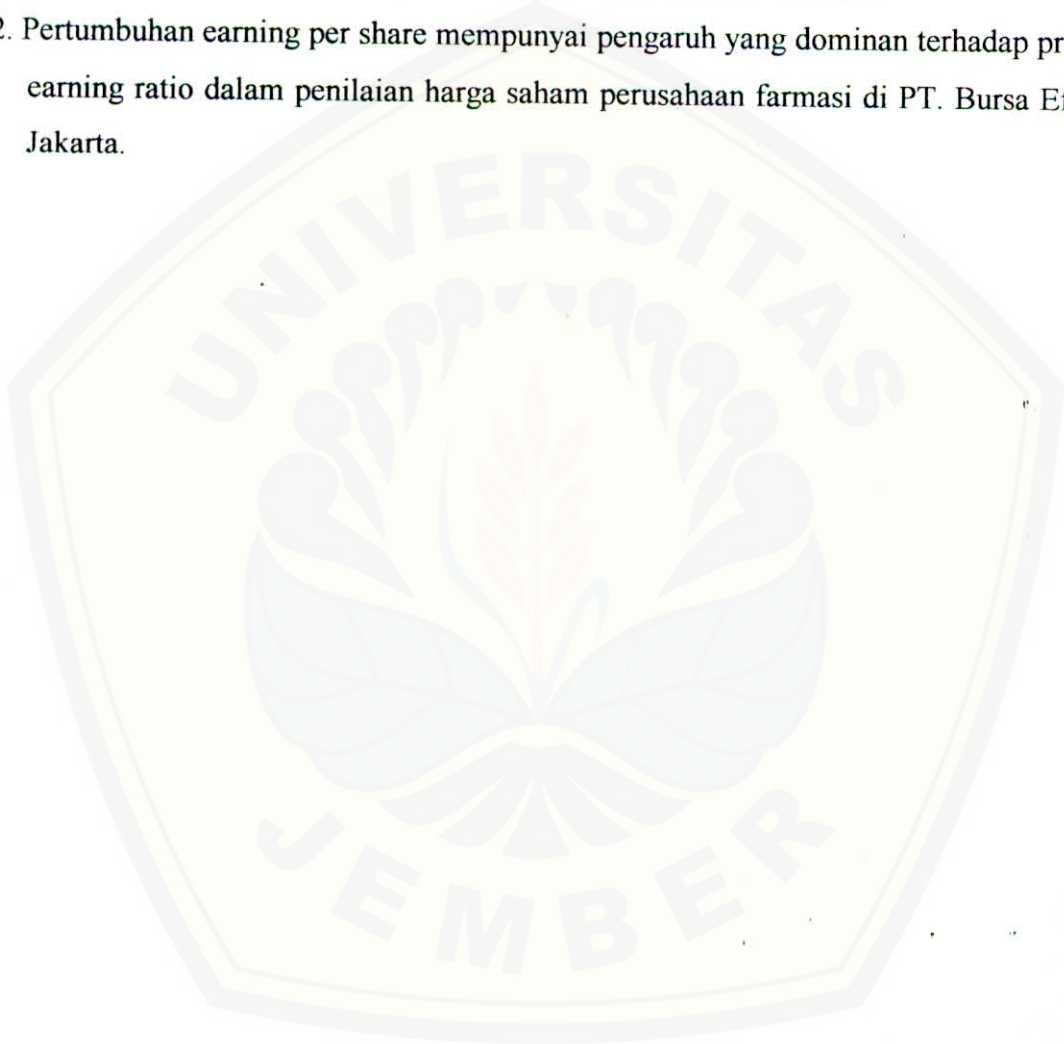 2. Pertumbuhan earning per share mempunyai pengaruh yang dominan terhadap pr
earning ratio dalam penilaian harga saham perusahaan farmasi di PT. Bursa E
Jakarta.
UNIVERSITAS
JEMBER